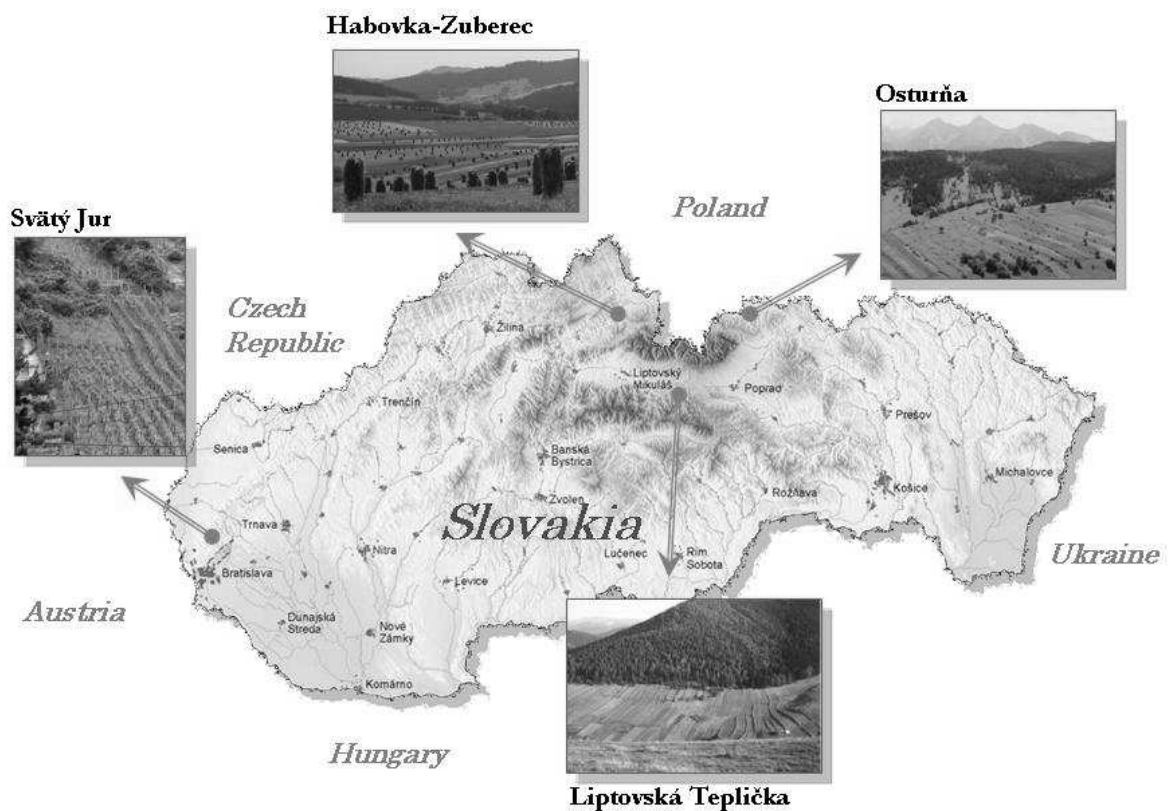 Habovka-Zuberec
Osturňa
Svätý Jur
Poland
Czech
Republic
Žilina
Liptovský
Mikuláš
Poprad
Trenčín
Prešov
Senica
Banská
Bystrica
Michalovce
Košice
Rožňava
Zvolen
Slovakia
Trnava
Nitra
Lučenec
Rim
Sobota
Ukraine
Bratislava
Levice
Austria
Dunajská
Streda
Nové
Zámky
Komárno
Hungary
Liptovská Teplička